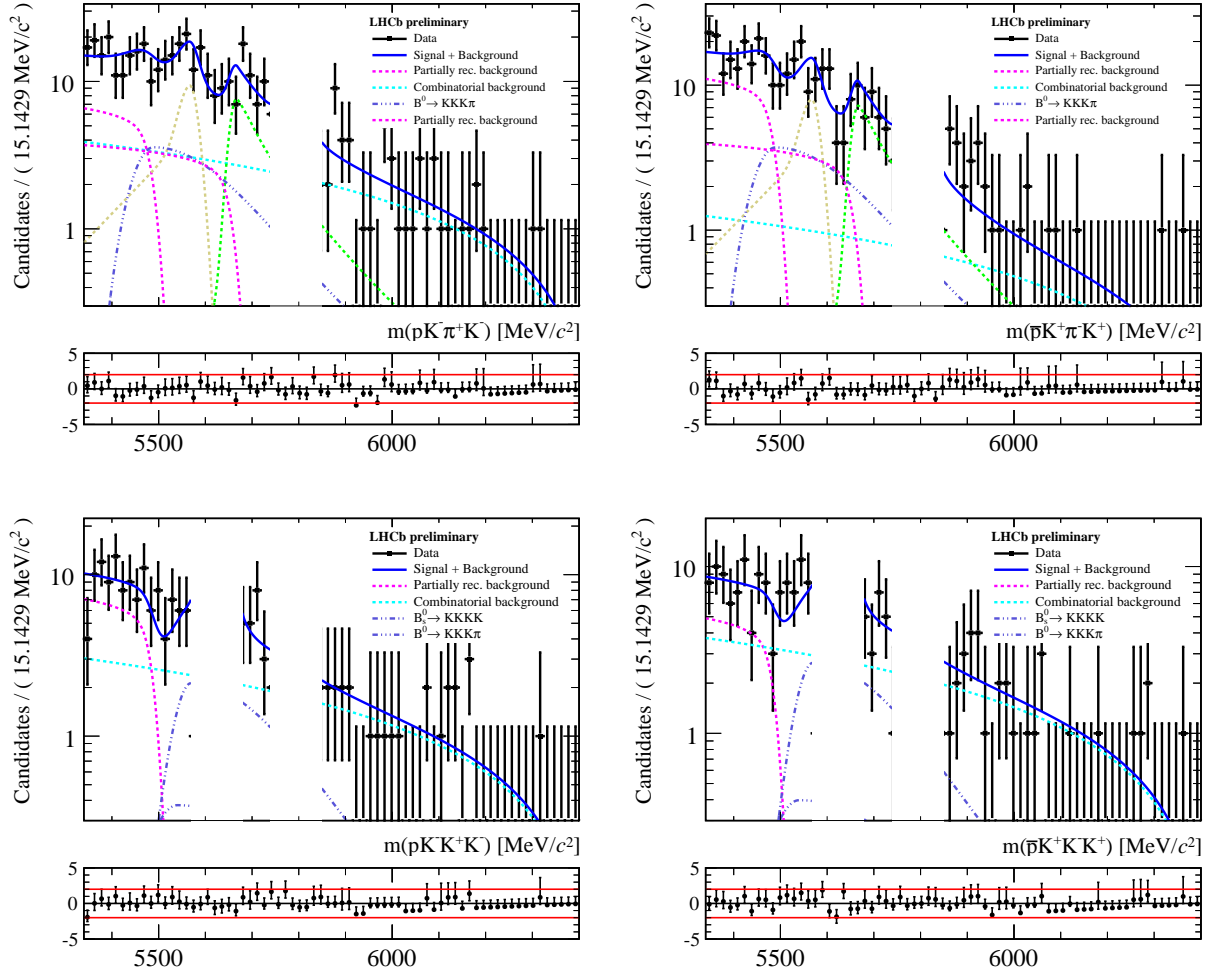 Candidates / ( 15.1429 MeV/c²)
10
1
LHCb preliminary
Data
Signal + Background
Partially rec. background
Combinatorial background
B⁰→ KKKπ
Partially rec. background
m(pK⁻π⁺K⁻) [MeV/c²]
5
0
-5
5500
6000
Candidates / ( 15.1429 MeV/c²)
10
1
LHCb preliminary
Data
Signal + Background
Partially rec. background
Combinatorial background
B⁰→ KKKπ
Partially rec. background
m(p̅K⁺π⁻K⁺) [MeV/c²]
5
0
-5
5500
6000
Candidates / ( 15.1429 MeV/c²)
10
1
LHCb preliminary
Data
Signal + Background
Partially rec. background
Combinatorial background
B⁰ₛ→ KKKK
B⁰→ KKKπ
m(pK⁻K⁺K⁻) [MeV/c²]
5
0
-5
5500
6000
Candidates / ( 15.1429 MeV/c²)
10
1
LHCb preliminary
Data
Signal + Background
Partially rec. background
Combinatorial background
B⁰ₛ→ KKKK
B⁰→ KKKπ
m(p̅K⁺K⁻K⁺) [MeV/c²]
5
0
-5
5500
6000